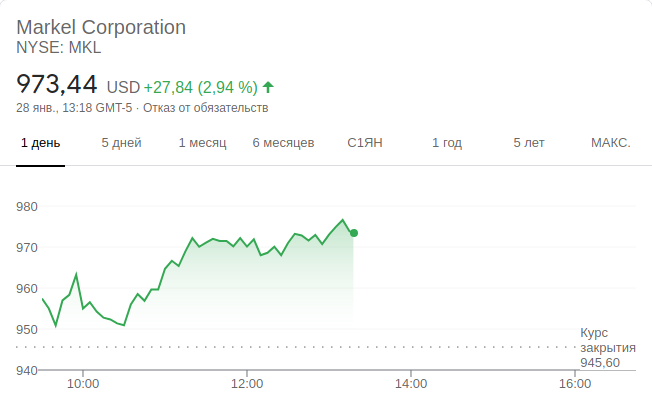 Markel Corporation
NYSE: MKL
973,44 USD +27,84 (2,94 %)
28 янв., 13:18 GMT-5 · Отказ от обязательств
1 день 5 дней 1 месяц 6 месяцев С1ЯН 1 год 5 лет МАКС.
980
970
960
950
940
Курс
закрытия
945,60
10:00 12:00 14:00 16:00